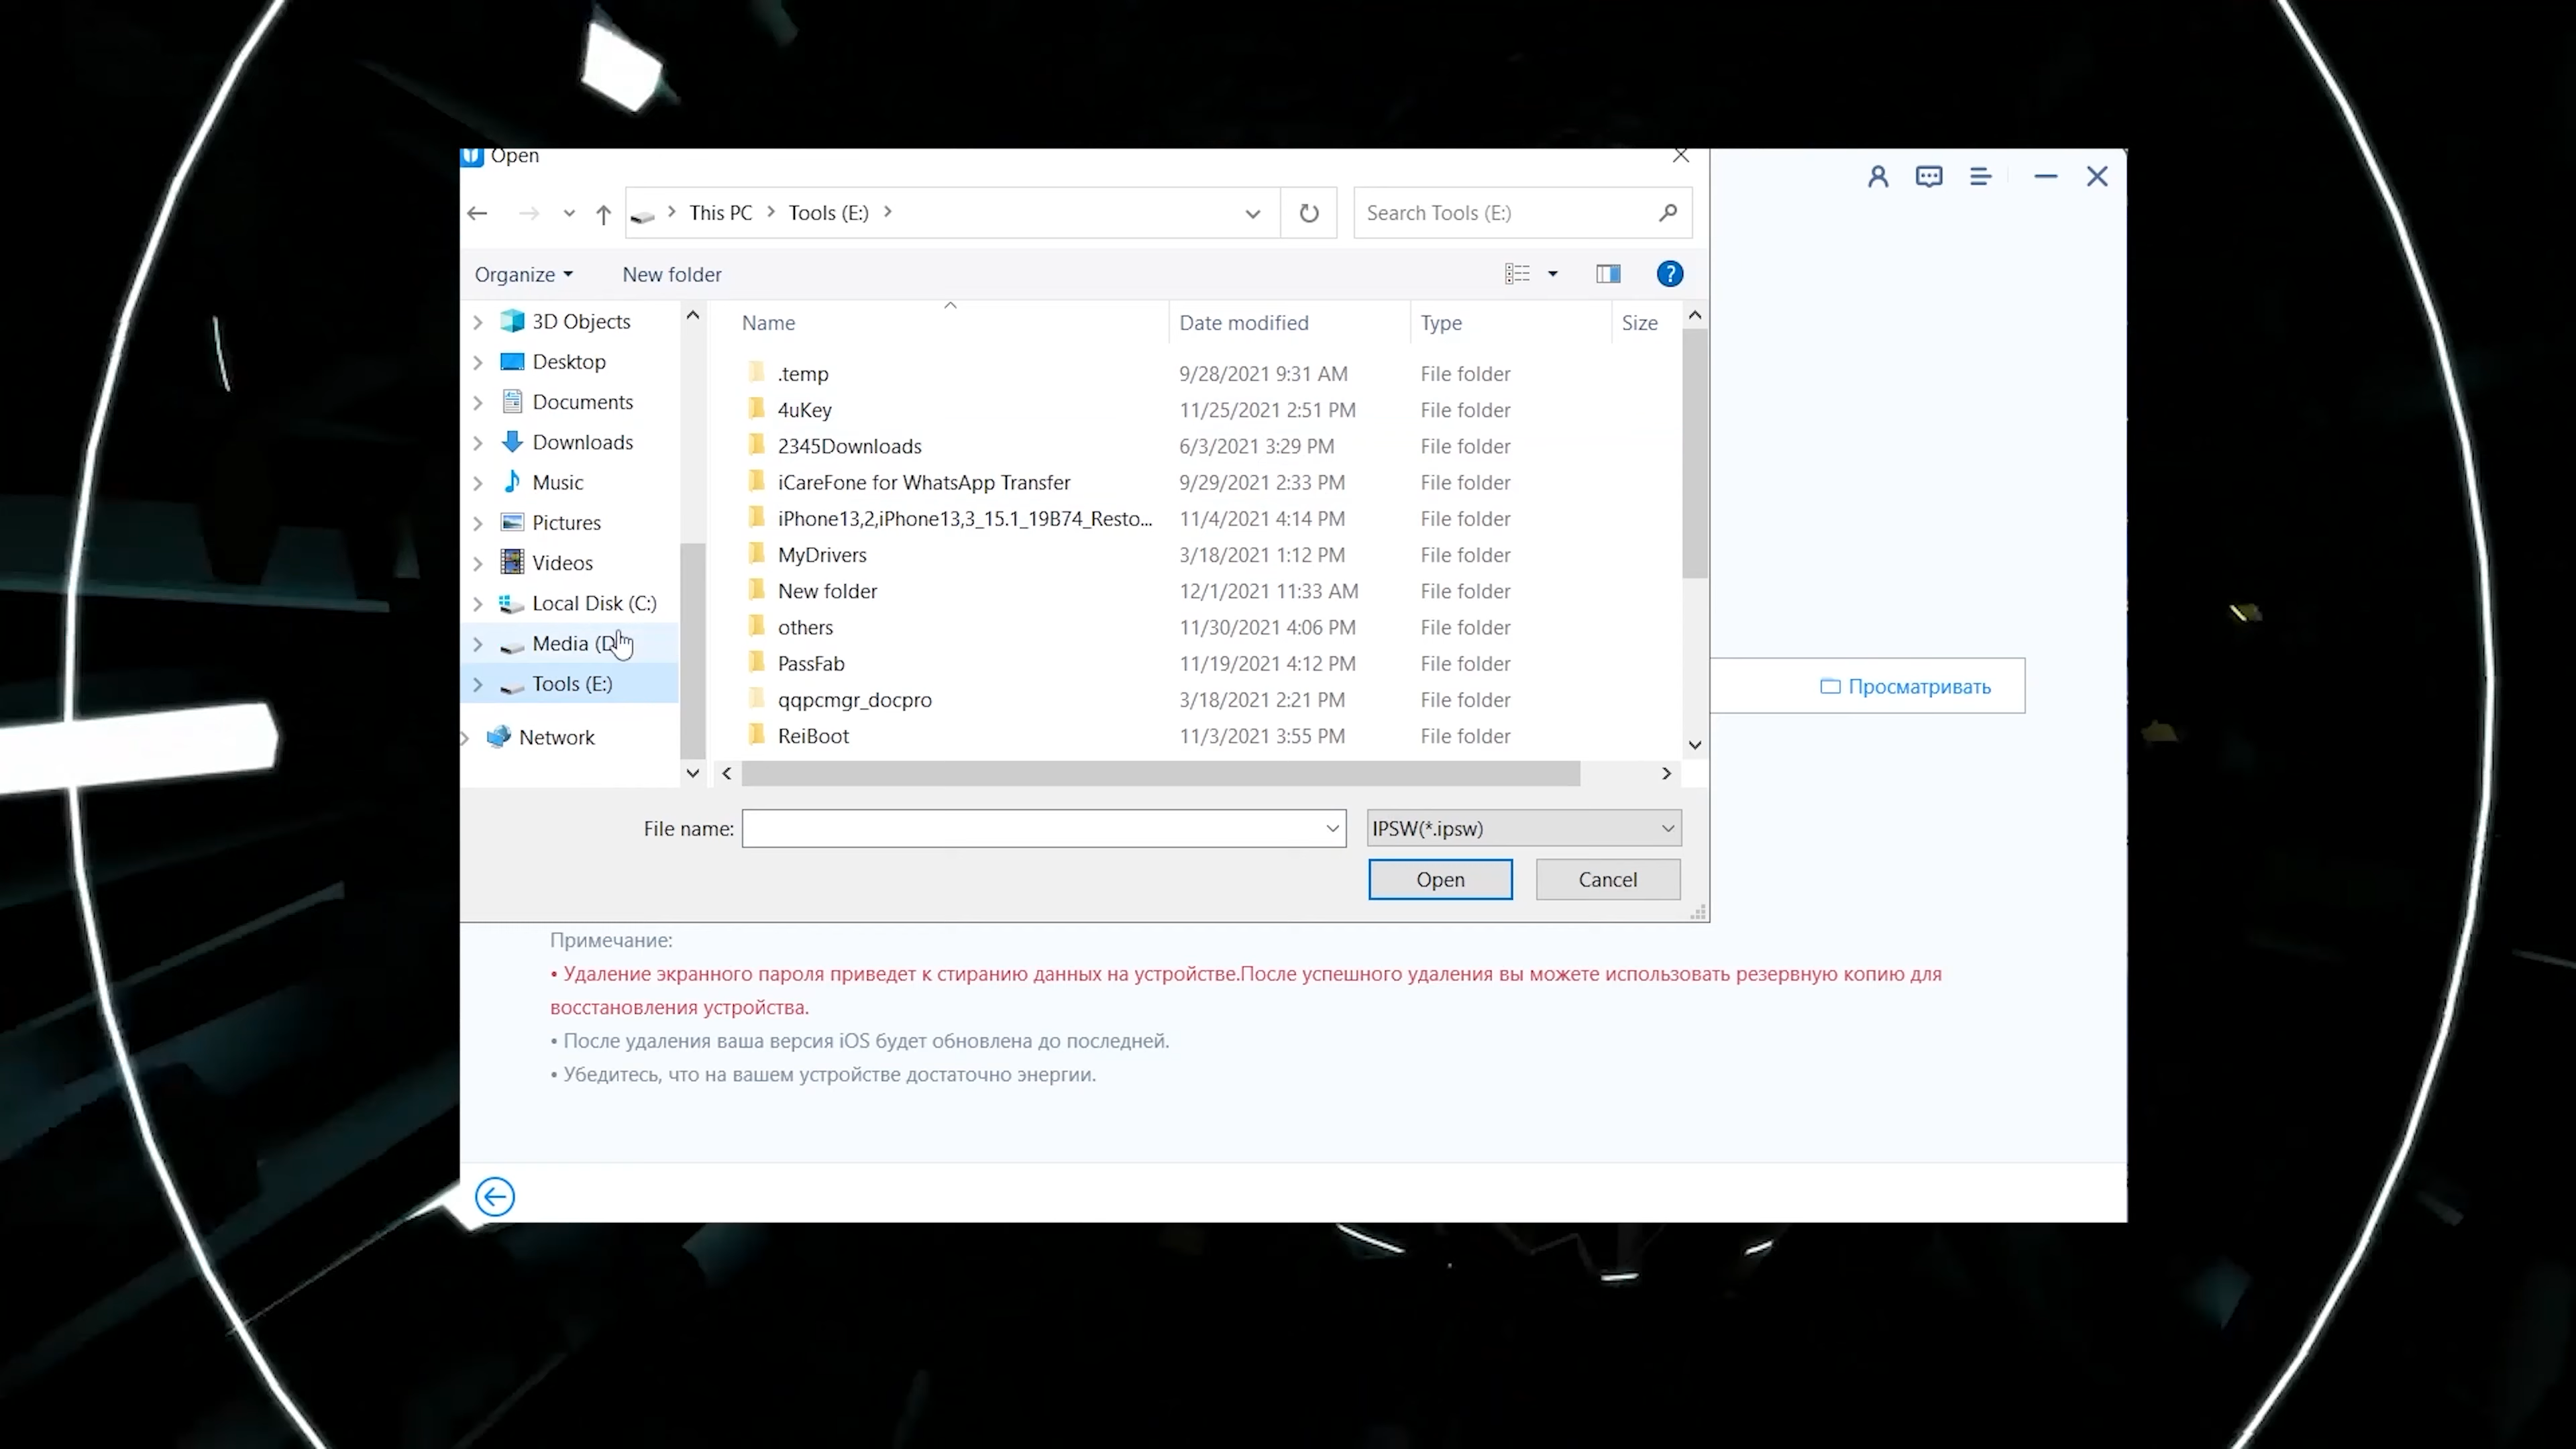 Open
This PC Tools (E:)
Search Tools (E:)
Organize
New folder
3D Objects
Desktop
Documents
Downloads
Music
Pictures
Videos
Local Disk (C:)
Media (D
Tools (E:)
Network
Name Date modified Type Size
.temp 9/28/2021 9:31 AM File folder
4uKey 11/25/2021 2:51 PM File folder
2345Downloads 6/3/2021 3:29 PM File folder
iCareFone for WhatsApp Transfer 9/29/2021 2:33 PM File folder
iPhone13,2,iPhone13,3_15.1_19B74_Resto... 11/4/2021 4:14 PM File folder
MyDrivers 3/18/2021 1:12 PM File folder
New folder 12/1/2021 11:33 AM File folder
others 11/30/2021 4:06 PM File folder
PassFab 11/19/2021 4:12 PM File folder
qqpcmgr_docpro 3/18/2021 2:21 PM File folder
ReiBoot 11/3/2021 3:55 PM File folder
File name:
IPSW(*.ipsw)
Open
Cancel
Просматривать
Примечание:
• Удаление экранного пароля приведет к стиранию данных на устройстве.После успешного удаления вы можете использовать резервную копию для
восстановления устройства.
• После удаления ваша версия iOS будет обновлена до последней.
• Убедитесь, что на вашем устройстве достаточно энергии.